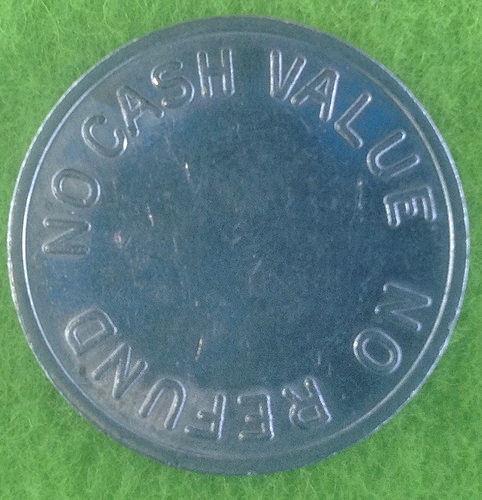 NO CASH VALUE NO REFUND